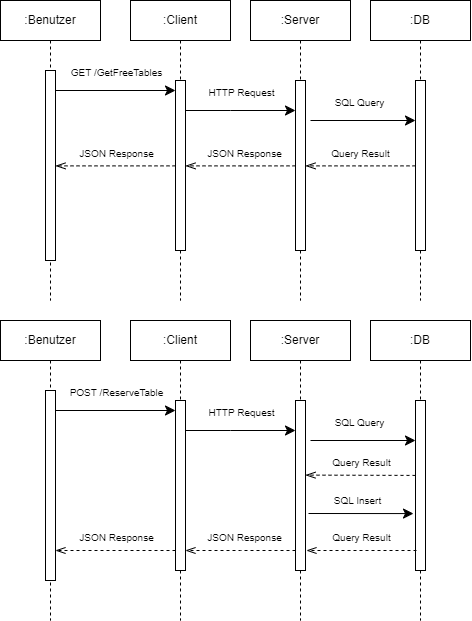 :Benutzer
:Client
:Server
:DB
GET /GetFreeTables
HTTP Request
SQL Query
JSON Response
JSON Response
Query Result
:Benutzer
:Client
:Server
:DB
POST /ReserveTable
HTTP Request
SQL Query
Query Result
SQL Insert
JSON Response
JSON Response
Query Result